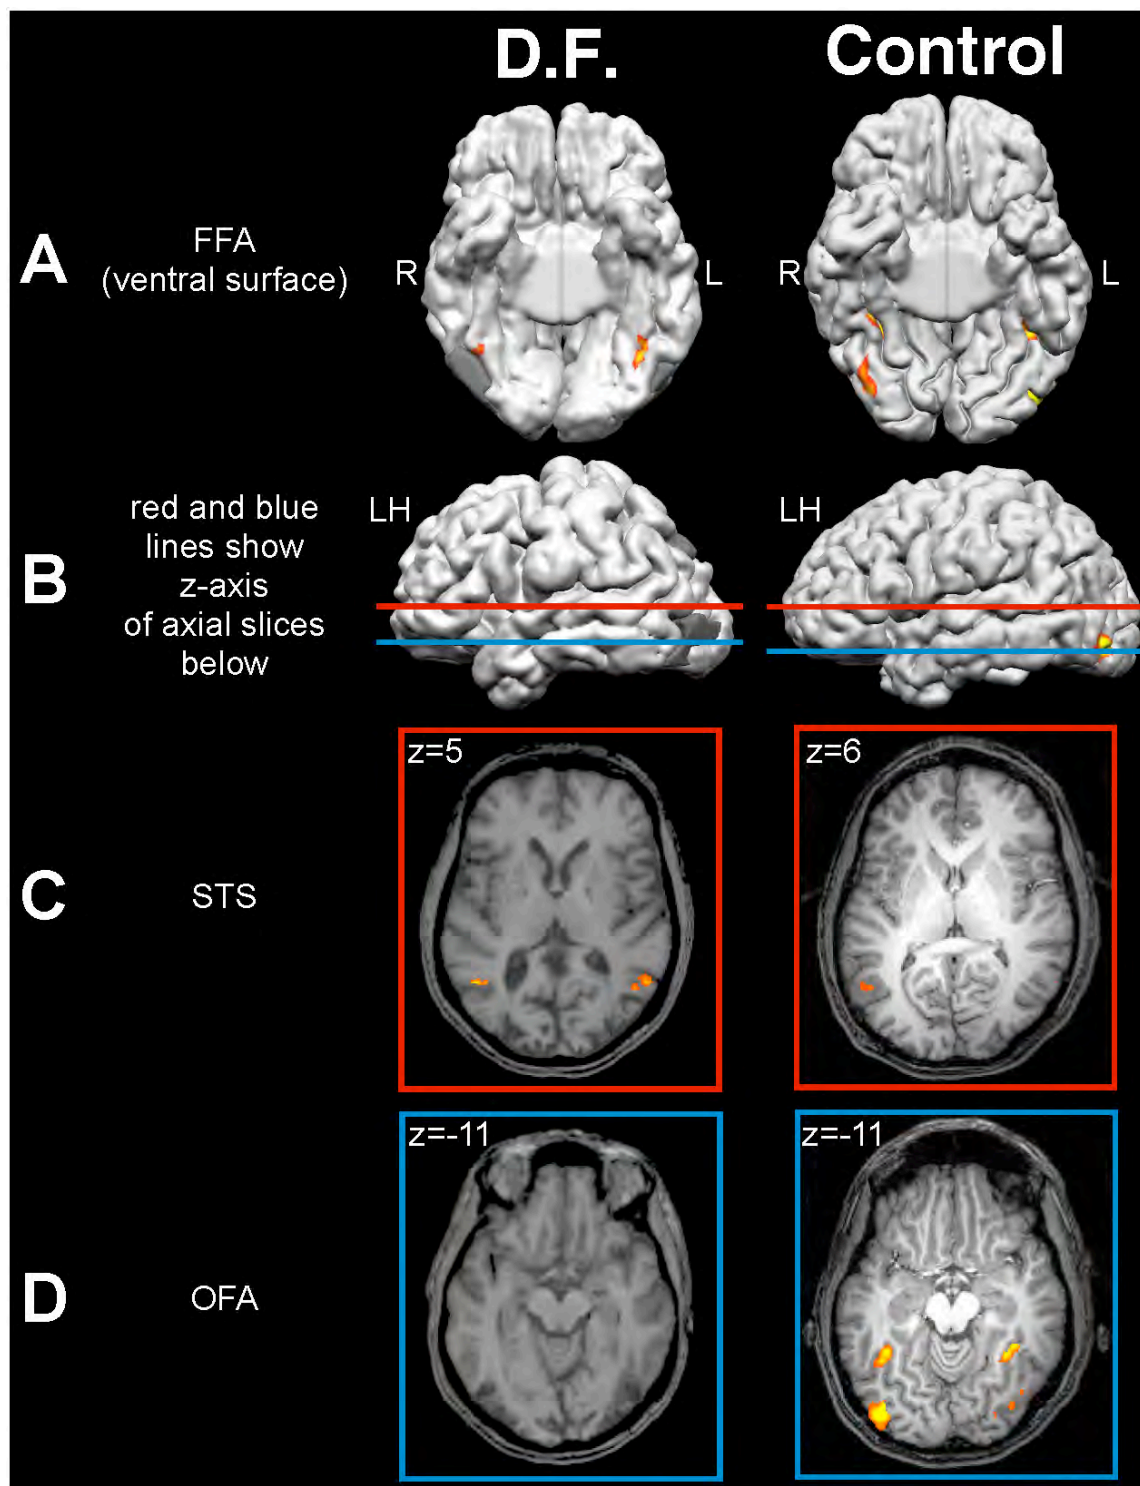 D.F. Control
A FFA
(ventral surface)
R L R L
B red and blue
lines show
z-axis
of axial slices
below
LH LH
z=5 z=6
C STS
z=-11 z=-11
D OFA